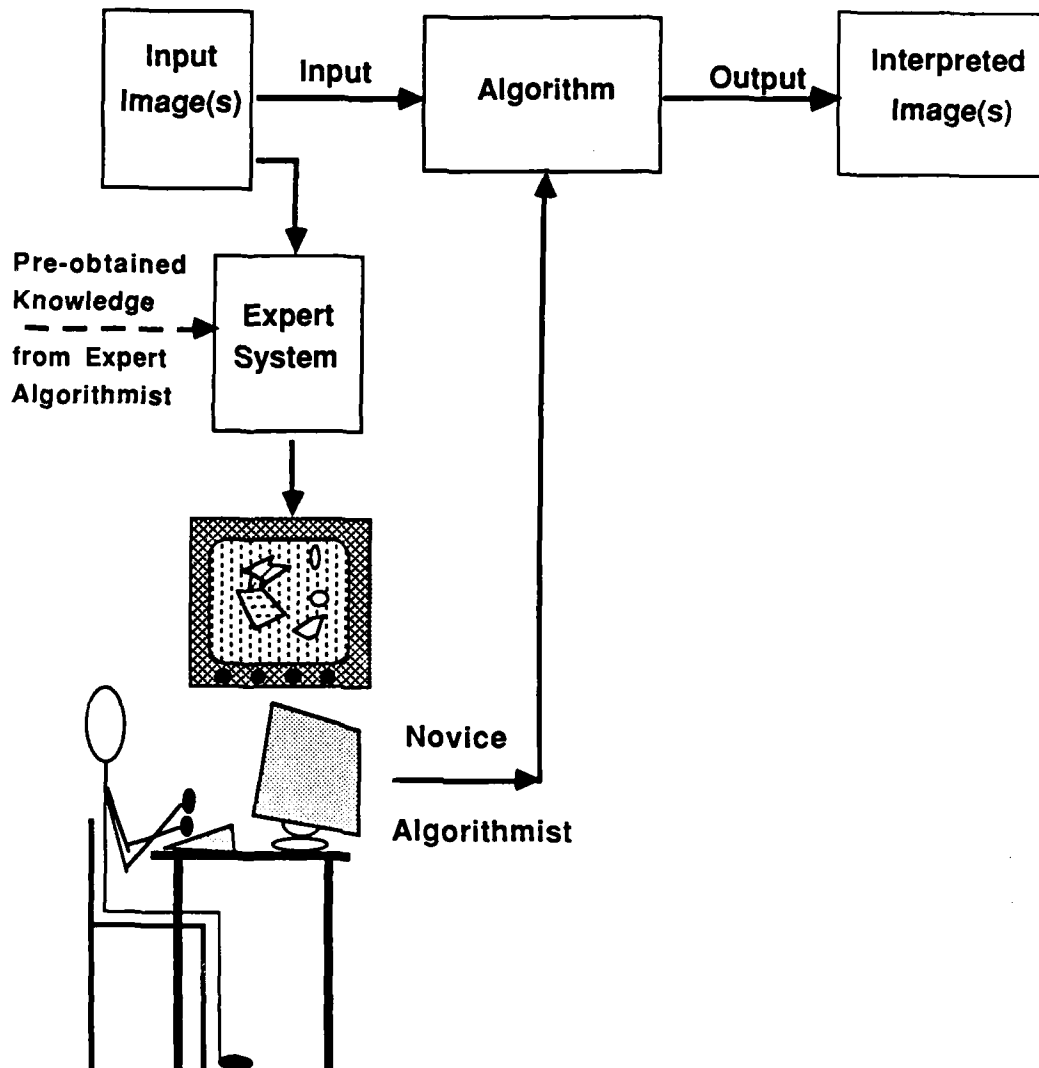 Input
Image(s)
Input
Algorithm
Output
Interpreted
Image(s)
Pre-obtained
Knowledge
from Expert
Algorithmist
Expert
System
Novice
Algorithmist